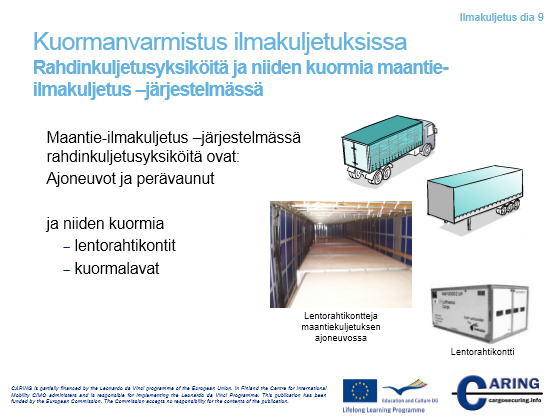 Ilmakuljetus dia 9
Kuormanvarmistus ilmakuljetuksissa
Rahdinkuljetusyksiköitä ja niiden kuormia maantie-
ilmakuljetus –järjestelmässä
Maantie-ilmakuljetus –järjestelmässä
rahdinkuljetusyksiköitä ovat:
Ajoneuvot ja perävaunut
ja niiden kuormia
– lentorahtikontit
– kuormalavat
Lentorahtikontteja
maantiekuljetuksen
ajoneuvossa
Lentorahtikontti
CARING is partially financed by the Leonardo da Vinci programme of the European Union. In Finland the Centre for International
Mobility CIMO administers and is responsible for implementing the Leonardo da Vinci Programme. This publication has been
funded by the European Commission. The Commission accepts no responsibility for the contents of the publication.
Education and Culture DG
Lifelong Learning Programme
CARING
cargosecuring.info